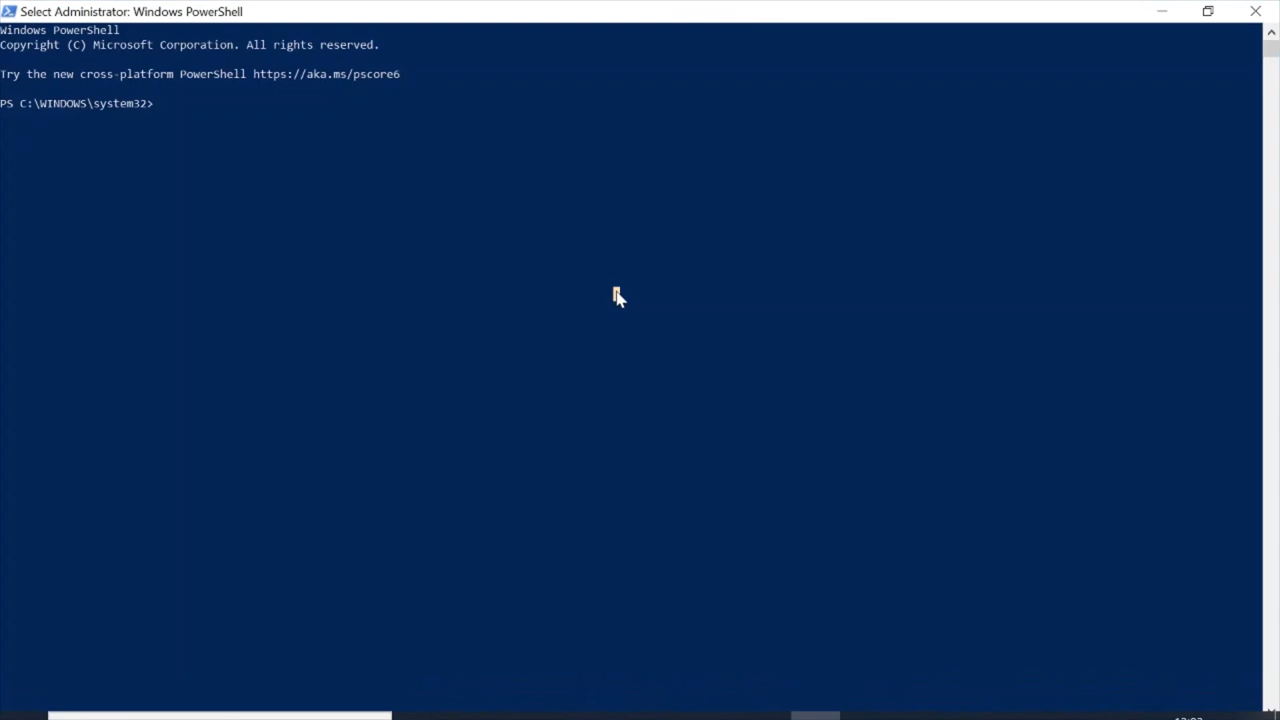 Select Administrator: Windows PowerShell
Windows PowerShell
Copyright (C) Microsoft Corporation. All rights reserved.
Try the new cross-platform PowerShell https://aka.ms/pscore6
PS C:\WINDOWS\system32>